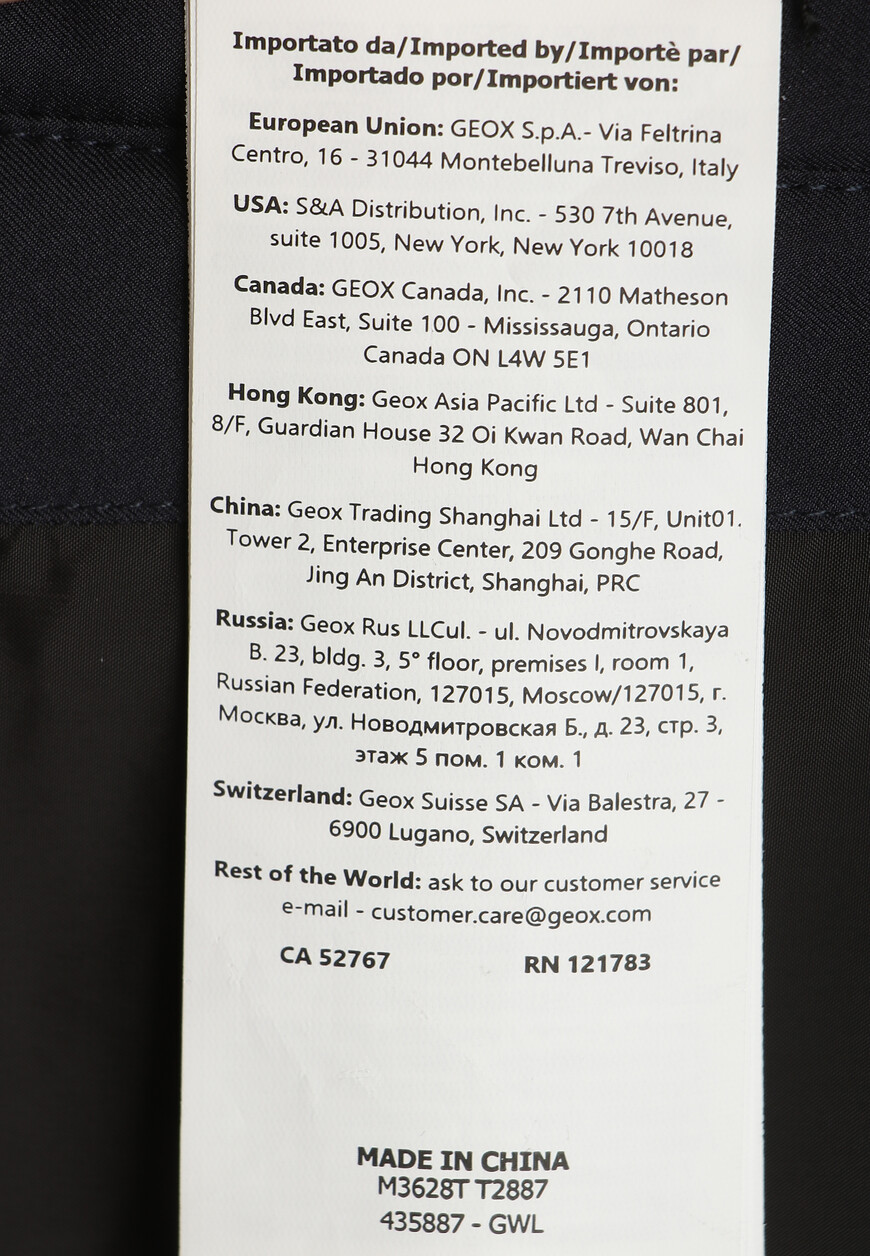 Importato da/Imported by/Importè par/
Importado por/Importiert von:
European Union: GEOX S.p.A.- Via Feltrina
Centro, 16 - 31044 Montebelluna Treviso, Italy
USA: S&A Distribution, Inc. - 530 7th Avenue,
suite 1005, New York, New York 10018
Canada: GEOX Canada, Inc. - 2110 Matheson
Blvd East, Suite 100 - Mississauga, Ontario
Canada ON L4W 5E1
Hong Kong: Geox Asia Pacific Ltd - Suite 801,
8/F, Guardian House 32 Oi Kwan Road, Wan Chai
Hong Kong
China: Geox Trading Shanghai Ltd - 15/F, Unit01.
Tower 2, Enterprise Center, 209 Gonghe Road,
Jing An District, Shanghai, PRC
Russia: Geox Rus LLCul. - ul. Novodmitrovskaya
B. 23, bldg. 3, 5° floor, premises I, room 1,
Russian Federation, 127015, Moscow/127015, г.
Москва, ул. Новодмитровская Б., д. 23, стр. 3,
этаж 5 пом. 1 ком. 1
Switzerland: Geox Suisse SA - Via Balestra, 27 -
6900 Lugano, Switzerland
Rest of the World: ask to our customer service
e-mail - customer.care@geox.com
CA 52767 RN 121783
MADE IN CHINA
M3628T T2887
435887 - GWL